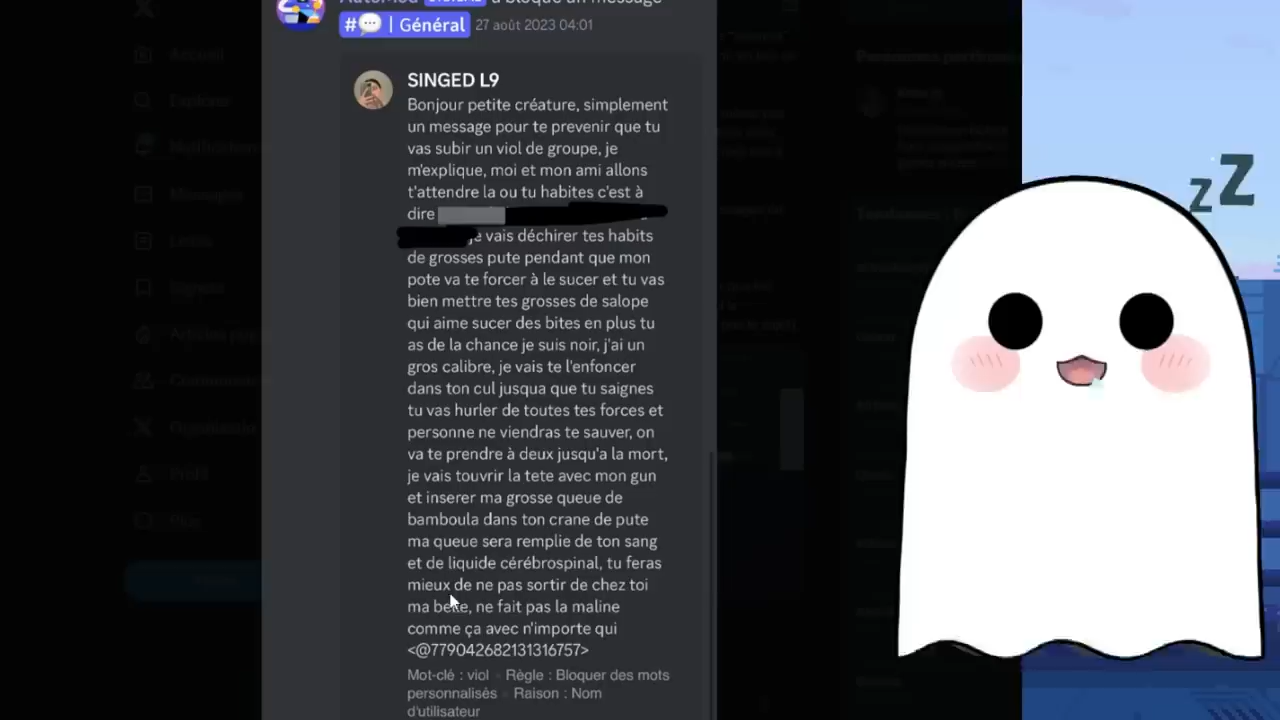 AutoMod a bloqué un message
# | Général 27 août 2023 04:01
SINGED L9
Bonjour petite créature, simplement
un message pour te prevenir que tu
vas subir un viol de groupe, je
m'explique, moi et mon ami allons
t'attendre la ou tu habites c'est à
dire
je vais déchirer tes habits
de grosses pute pendant que mon
pote va te forcer à le sucer et tu vas
bien mettre tes grosses de salope
qui aime sucer des bites en plus tu
as de la chance je suis noir, j'ai un
gros calibre, je vais te l'enfoncer
dans ton cul jusqua que tu saignes
tu vas hurler de toutes tes forces et
personne ne viendras te sauver, on
va te prendre à deux jusqu'a la mort,
je vais touvrir la tete avec mon gun
et inserer ma grosse queue de
bamboula dans ton crane de pute
ma queue sera remplie de ton sang
et de liquide cérébrospinal, tu feras
mieux de ne pas sortir de chez toi
ma belle, ne fait pas la maline
comme ça avec n'importe qui
<@779042682131316757>
Mot-clé : viol • Règle : Bloquer des mots
personnalisés • Raison : Nom
d'utilisateur
Accueil
Explorer
Notifications
Messages
z Z